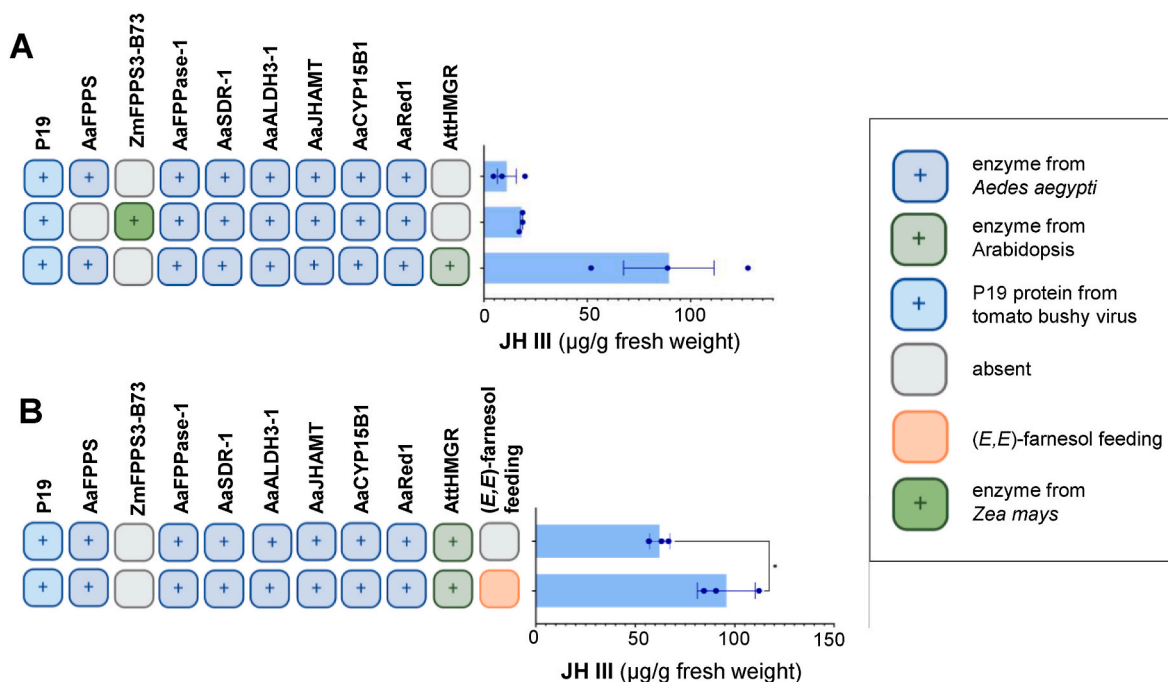 A
P19
AaFPPS
ZmFPPS3-B73
AaFPPase-1
AaSDR-1
AaALDH3-1
AaJHAMT
AaCYP15B1
AaRed1
AttHMGR
+ + + + + + + + +
+ + + + + + + + +
+ + + + + + + + + +
0 50 100
JH III (µg/g fresh weight)
B
P19
AaFPPS
ZmFPPS3-B73
AaFPPase-1
AaSDR-1
AaALDH3-1
AaJHAMT
AaCYP15B1
AaRed1
AttHMGR
(E,E)-farnesol
feeding
+ + + + + + + + +
+ + + + + + + + +
*
0 50 100 150
JH III (µg/g fresh weight)
+ enzyme from
Aedes aegypti
+ enzyme from
Arabidopsis
+ P19 protein from
tomato bushy virus
absent
(E,E)-farnesol feeding
+ enzyme from
Zea mays